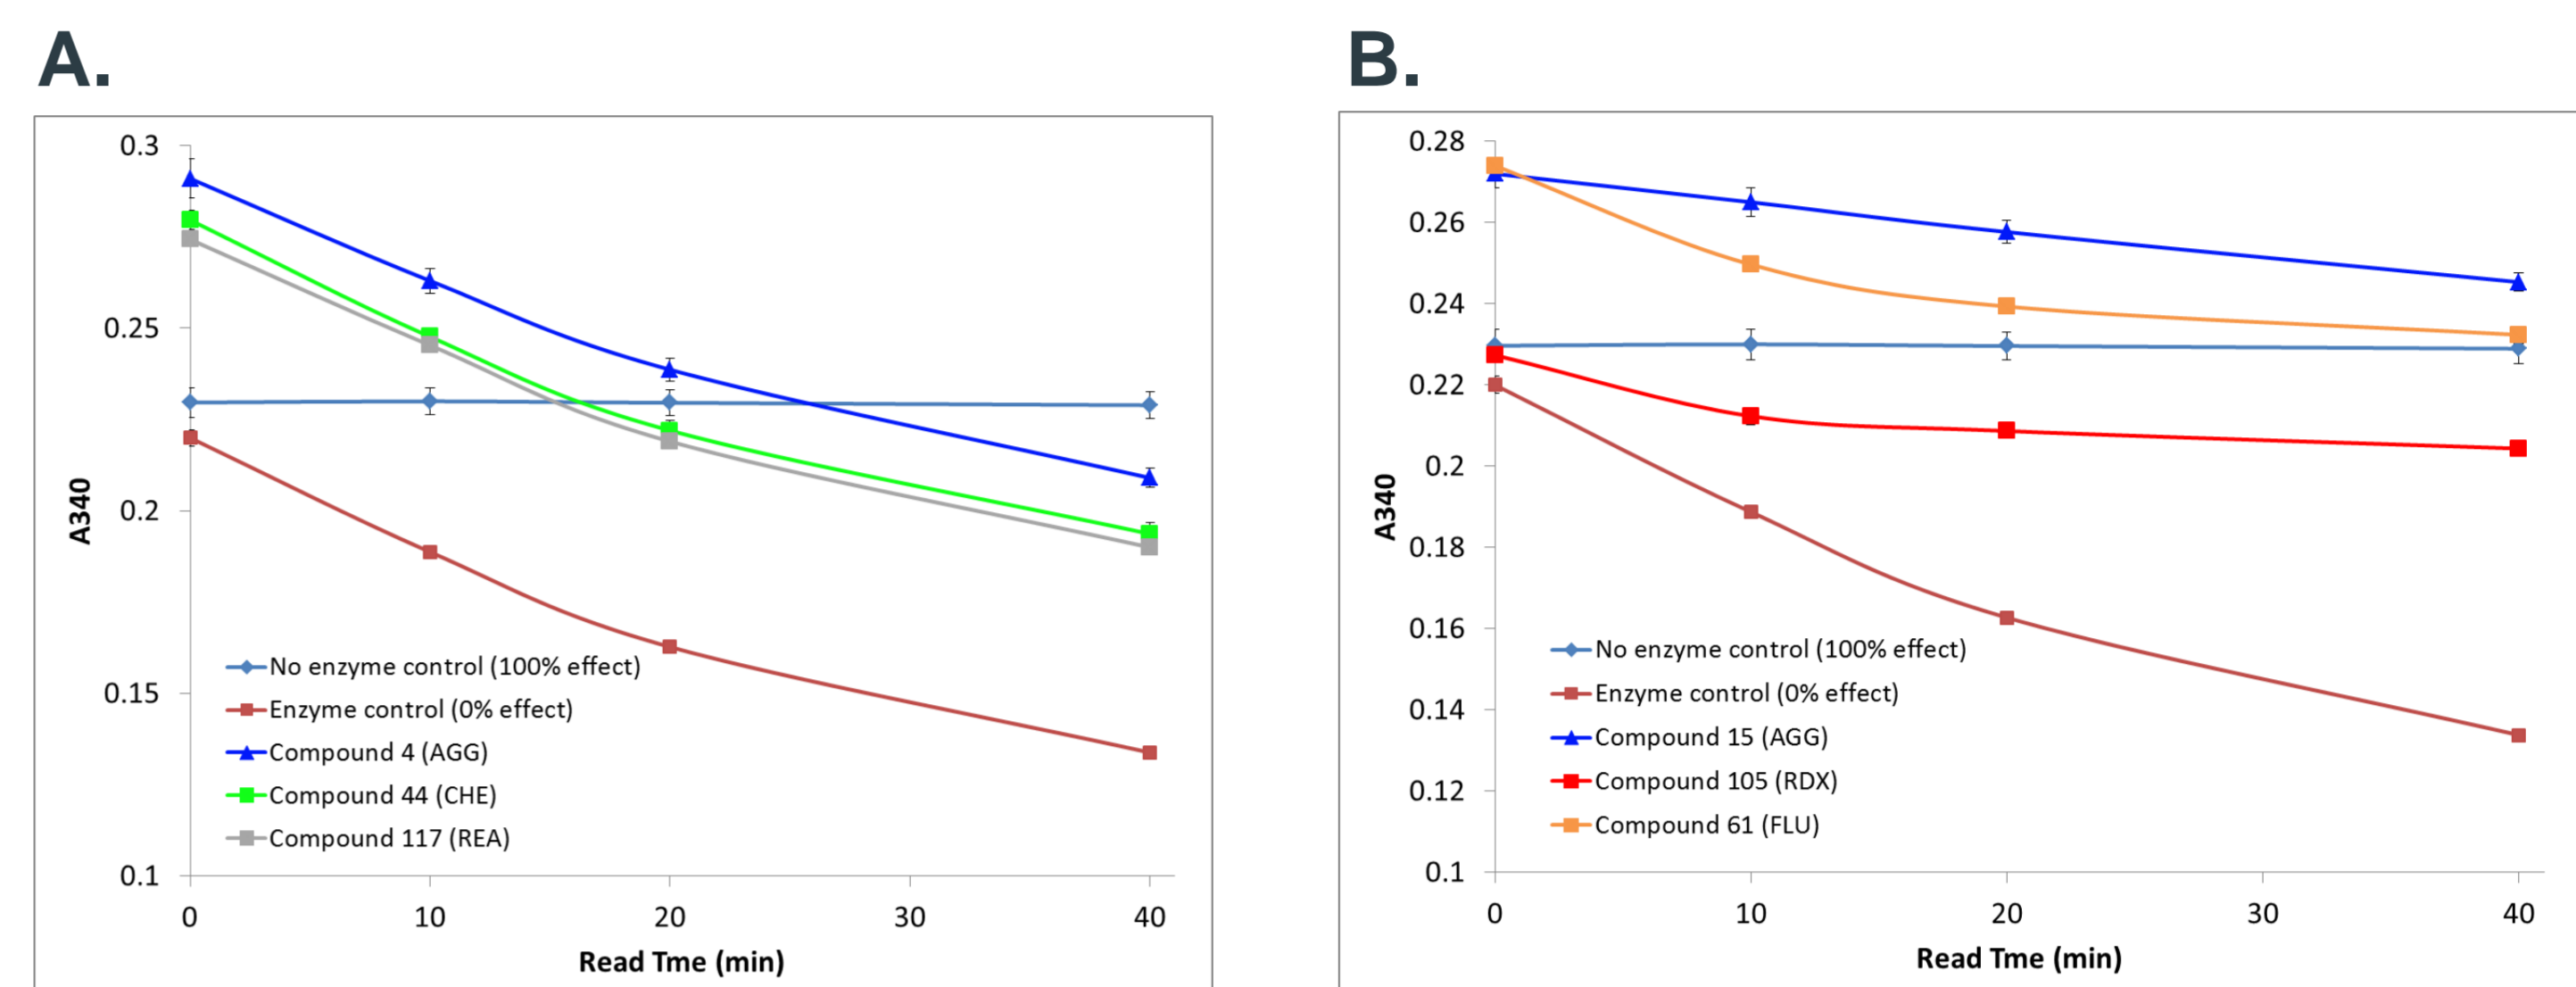 A.
0.3
0.25
0.2
0.15
0.1
A340
No enzyme control (100% effect)
Enzyme control (0% effect)
Compound 4 (AGG)
Compound 44 (CHE)
Compound 117 (REA)
0 10 20 30 40
Read Tme (min)
B.
0.28
0.26
0.24
0.22
0.2
0.18
0.16
0.14
0.12
0.1
A340
No enzyme control (100% effect)
Enzyme control (0% effect)
Compound 15 (AGG)
Compound 105 (RDX)
Compound 61 (FLU)
0 10 20 30 40
Read Tme (min)